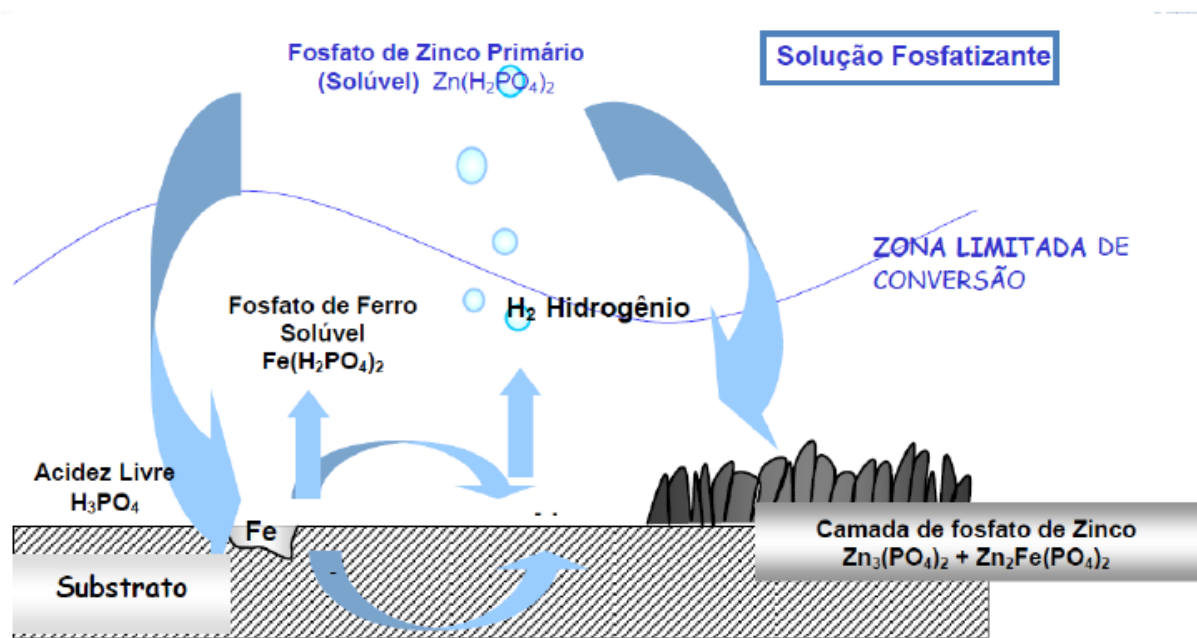 Fosfato de Zinco Primário
(Solúvel) Zn(H₂PO₄)₂
Solução Fosfatizante
ZONA LIMITADA DE
CONVERSÃO
Fosfato de Ferro
Solúvel
Fe(H₂PO₄)₂
H₂ Hidrogênio
Acidez Livre
H₃PO₄
Fe
-
Substrato
Camada de fosfato de Zinco
Zn₃(PO₄)₂ + Zn₂Fe(PO₄)₂